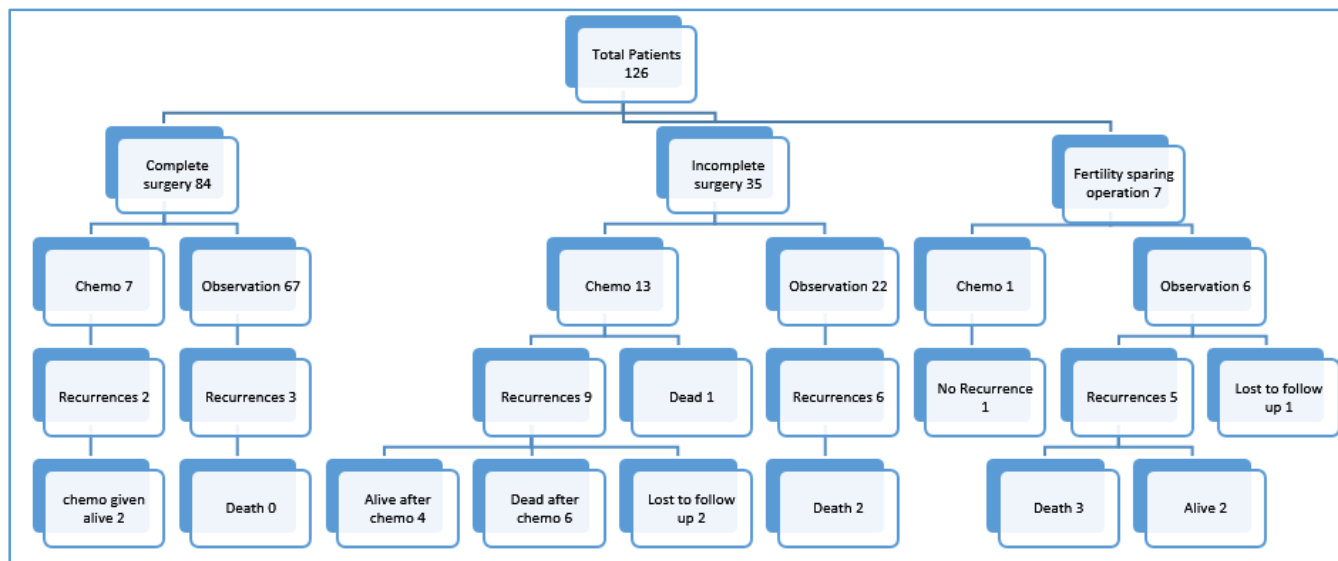 Total Patients
126
Complete
surgery 84
Incomplete
surgery 35
Fertility sparing
operation 7
Chemo 7
Observation 67
Chemo 13
Observation 22
Chemo 1
Observation 6
Recurrences 2
Recurrences 3
Recurrences 9
Dead 1
Recurrences 6
No Recurrence
1
Recurrences 5
Lost to follow
up 1
chemo given
alive 2
Death 0
Alive after
chemo 4
Dead after
chemo 6
Lost to follow
up 2
Death 2
Death 3
Alive 2